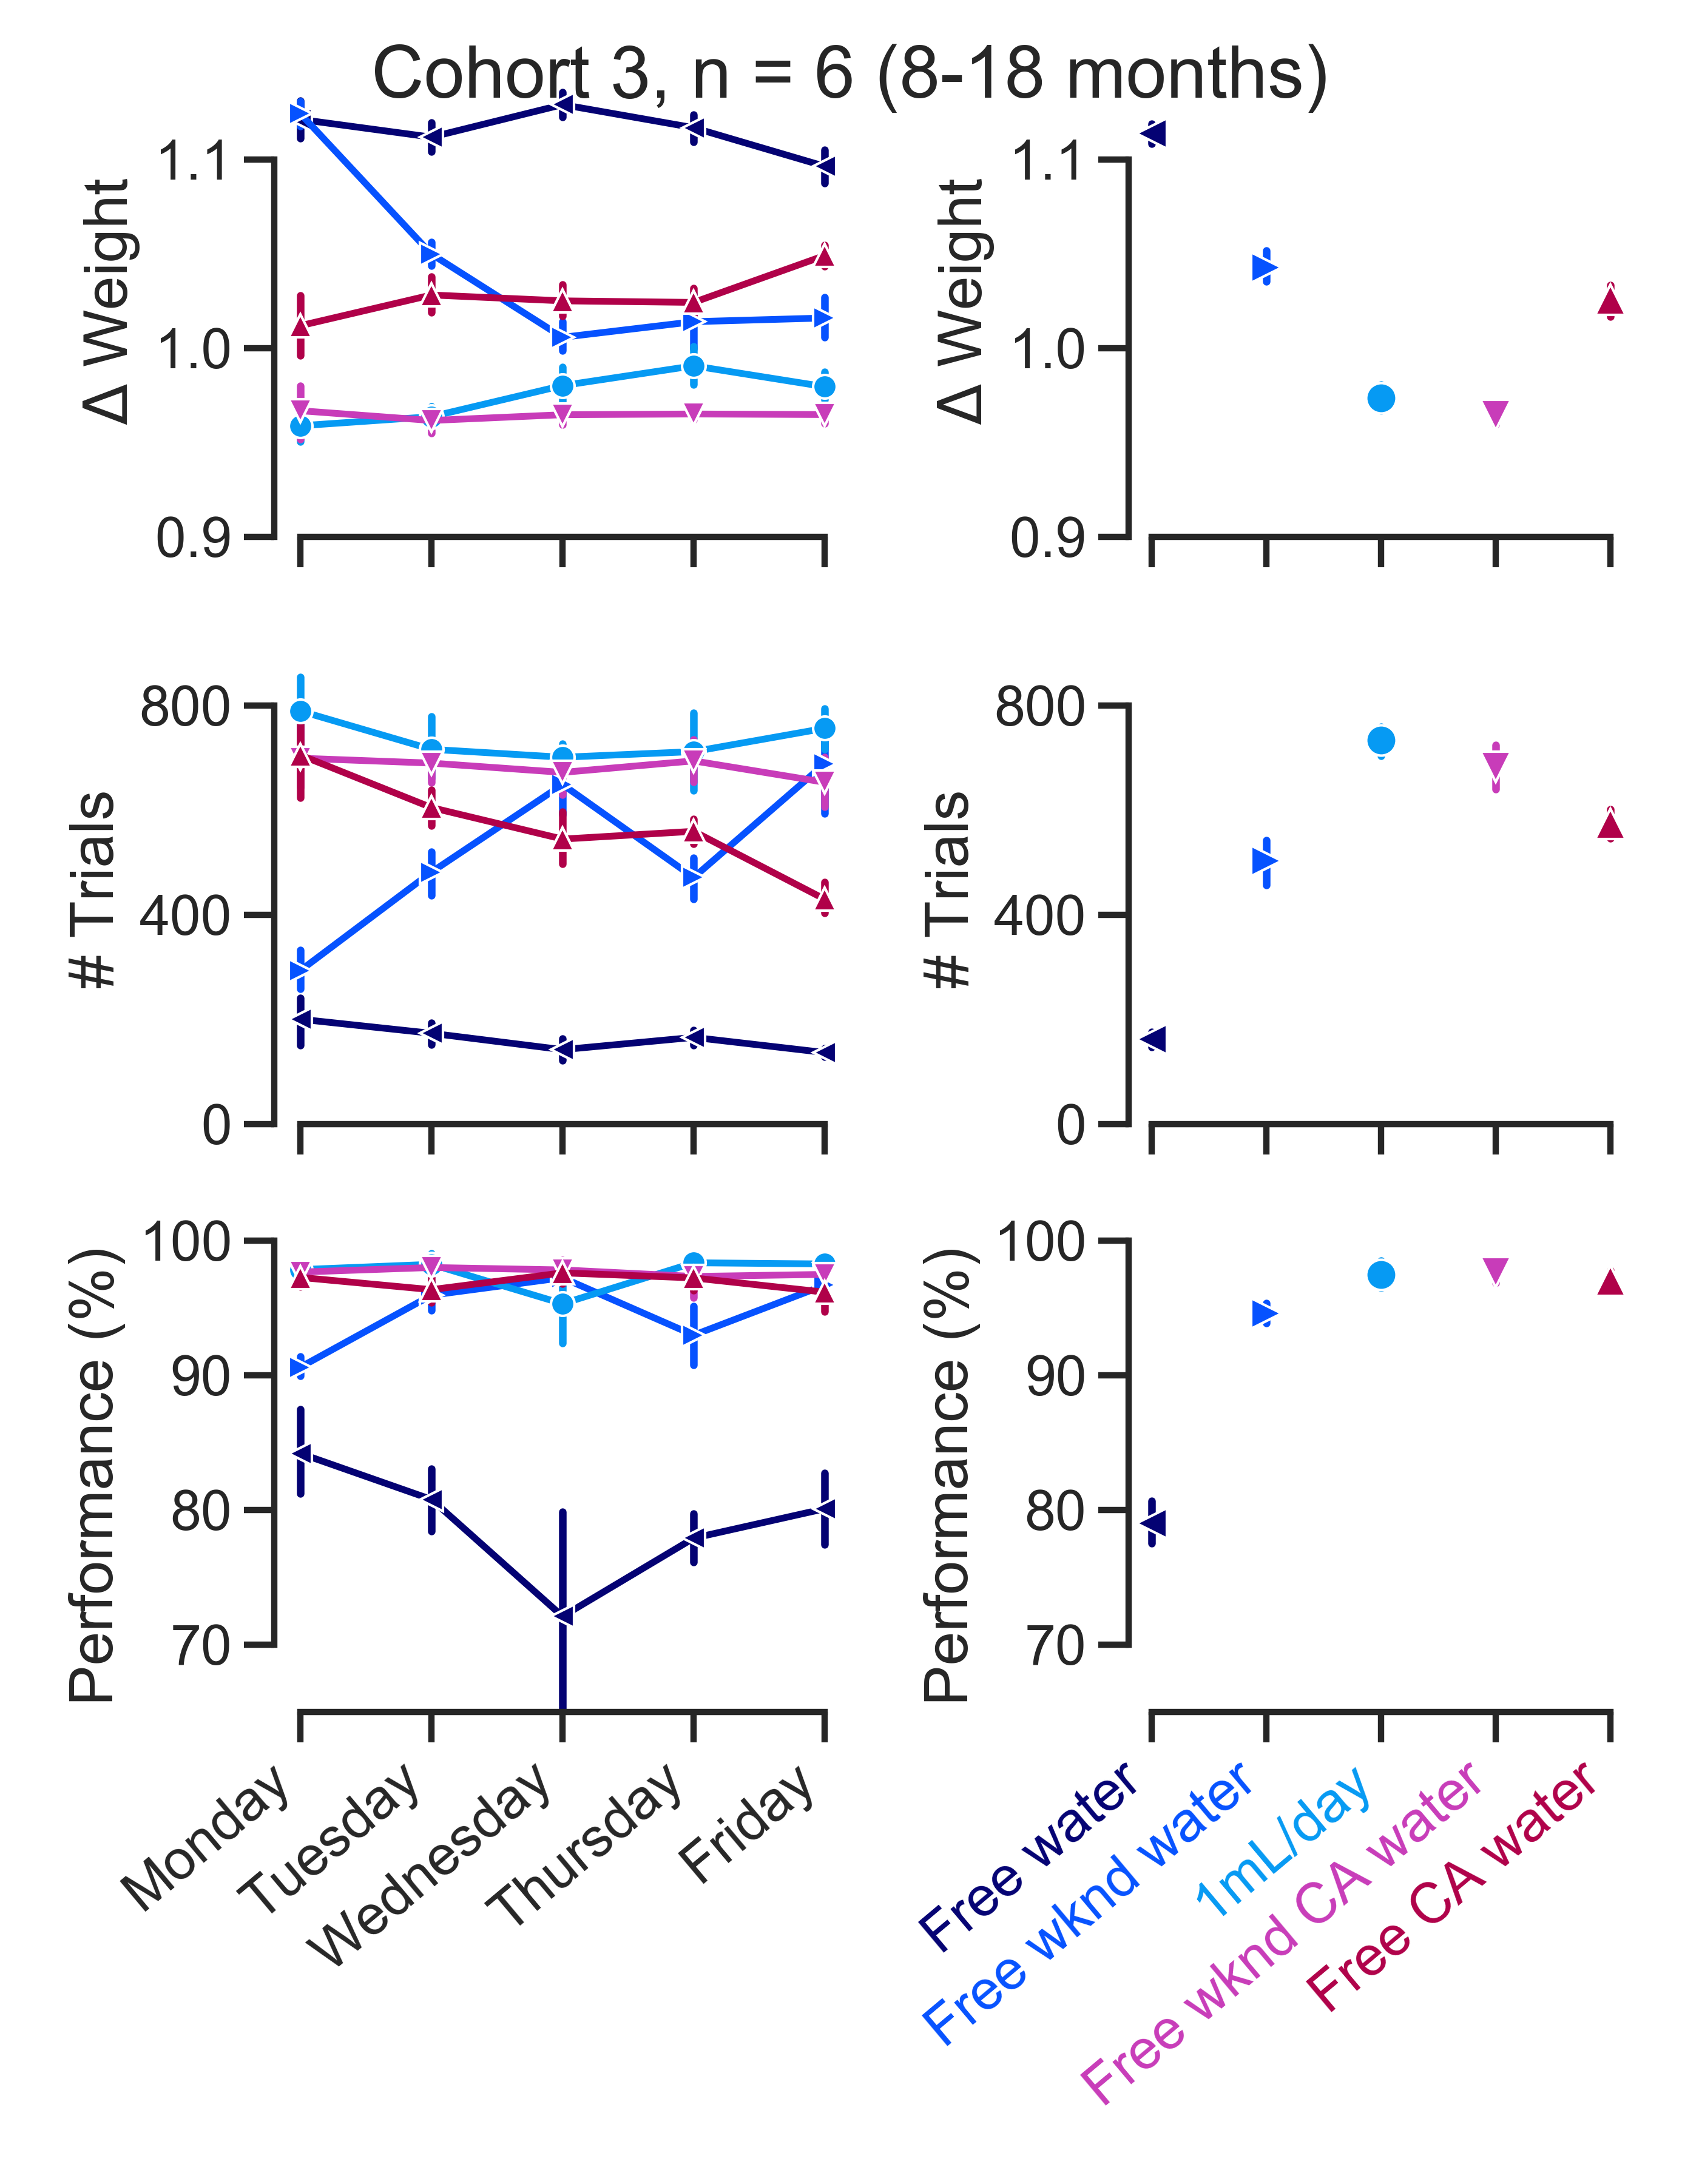 Cohort 3, n = 6 (8-18 months)
Δ Weight
1.1
1.0
0.9
Δ Weight
1.1
1.0
0.9
# Trials
800
400
0
# Trials
800
400
0
Performance (%)
100
90
80
70
Performance (%)
100
90
80
70
Monday
Tuesday
Wednesday
Thursday
Friday
Free water
Free wknd water
1mL/day
Free wknd CA water
Free CA water